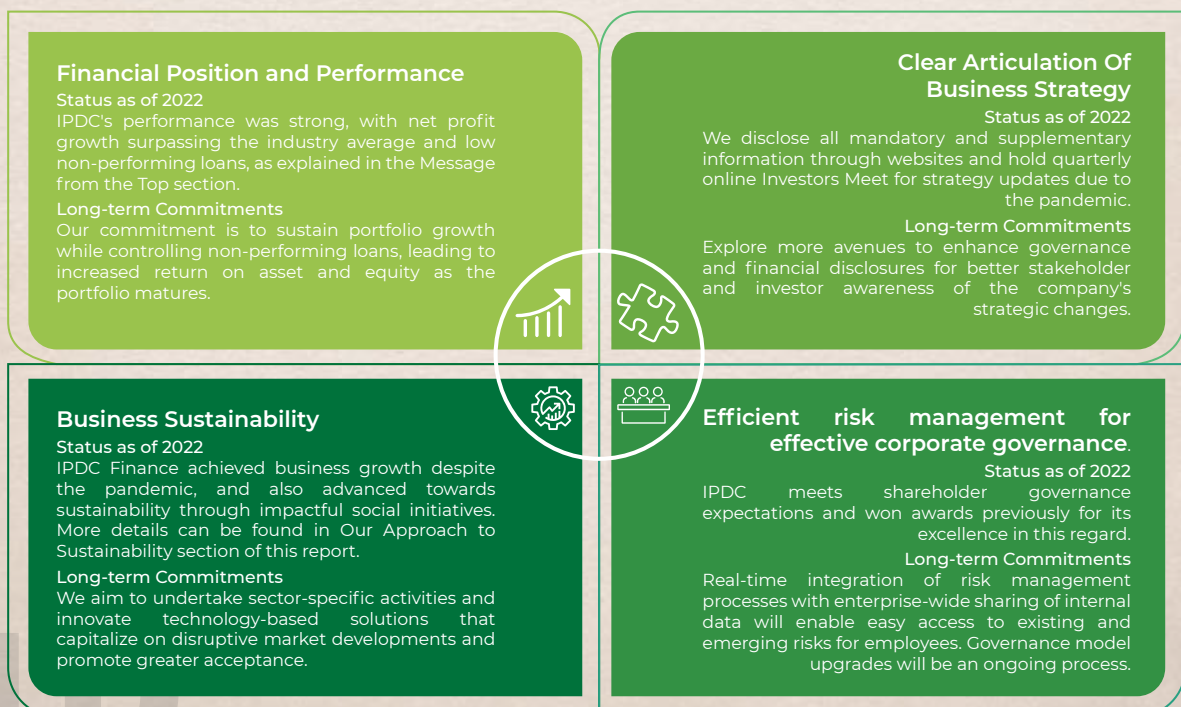 Financial Position and Performance
Status as of 2022
IPDC's performance was strong, with net profit
growth surpassing the industry average and low
non-performing loans, as explained in the Message
from the Top section.
Long-term Commitments
Our commitment is to sustain portfolio growth
while controlling non-performing loans, leading to
increased return on asset and equity as the
portfolio matures.
Clear Articulation Of
Business Strategy
Status as of 2022
We disclose all mandatory and supplementary
information through websites and hold quarterly
online Investors Meet for strategy updates due to
the pandemic.
Long-term Commitments
Explore more avenues to enhance governance
and financial disclosures for better stakeholder
and investor awareness of the company's
strategic changes.
Business Sustainability
Status as of 2022
IPDC Finance achieved business growth despite
the pandemic, and also advanced towards
sustainability through impactful social initiatives.
More details can be found in Our Approach to
Sustainability section of this report.
Long-term Commitments
We aim to undertake sector-specific activities and
innovate technology-based solutions that
capitalize on disruptive market developments and
promote greater acceptance.
Efficient risk management for
effective corporate governance.
Status as of 2022
IPDC meets shareholder governance
expectations and won awards previously for its
excellence in this regard.
Long-term Commitments
Real-time integration of risk management
processes with enterprise-wide sharing of internal
data will enable easy access to existing and
emerging risks for employees. Governance model
upgrades will be an ongoing process.